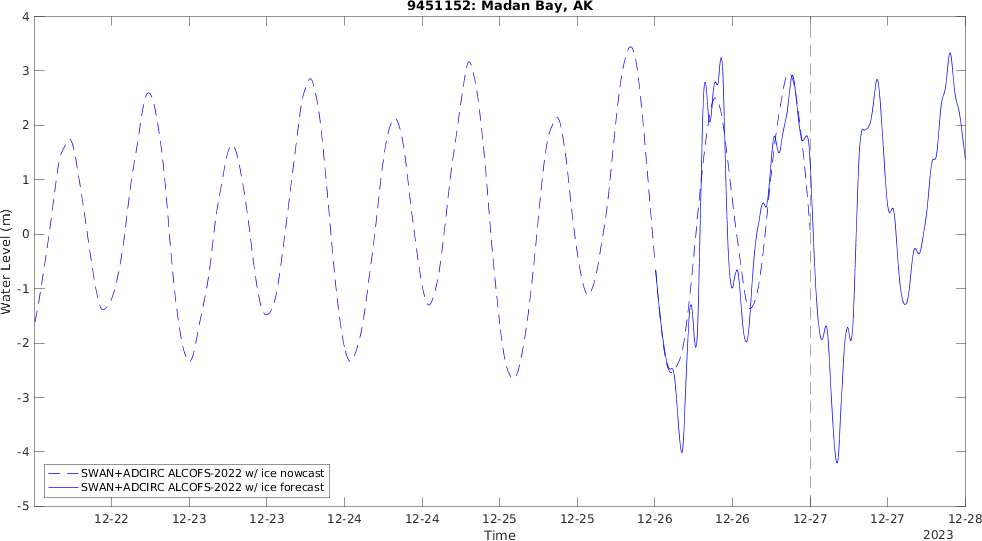 9451152: Madan Bay, AK
4
3
2
1
0
-1
-2
-3
-4
-5
Water Level (m)
SWAN+ADCIRC ALCOFS-2022 w/ ice nowcast
SWAN+ADCIRC ALCOFS-2022 w/ ice forecast
12-22 12-23 12-23 12-24 12-24 12-25 12-25 12-26 12-26 12-27 12-27 12-28
Time
2023